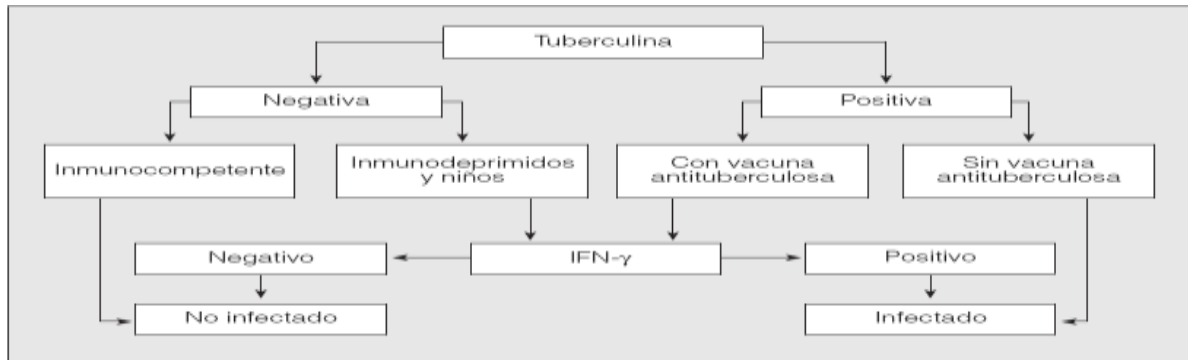 Tuberculina
Negativa
Positiva
Inmunocompetente
Inmunodeprimidos
y niños
Con vacuna
antituberculosa
Sin vacuna
antituberculosa
Negativo
IFN-γ
Positivo
No infectado
Infectado